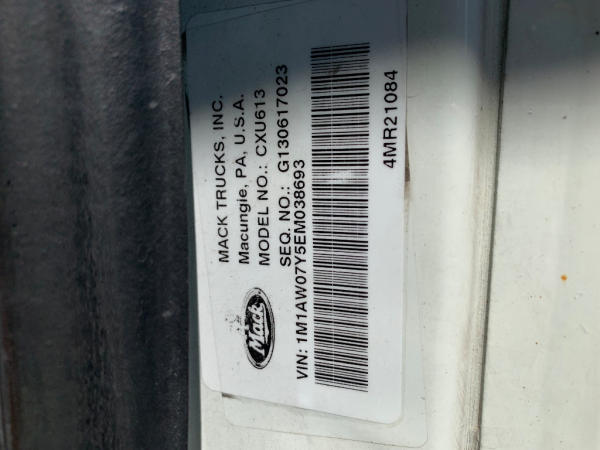 Mack
MACK TRUCKS, INC.
Macungie, PA, U.S.A.
MODEL NO.: CXU613
SEQ. NO.: G130617023
VIN: 1M1AW07Y5EM038693
4MR21084